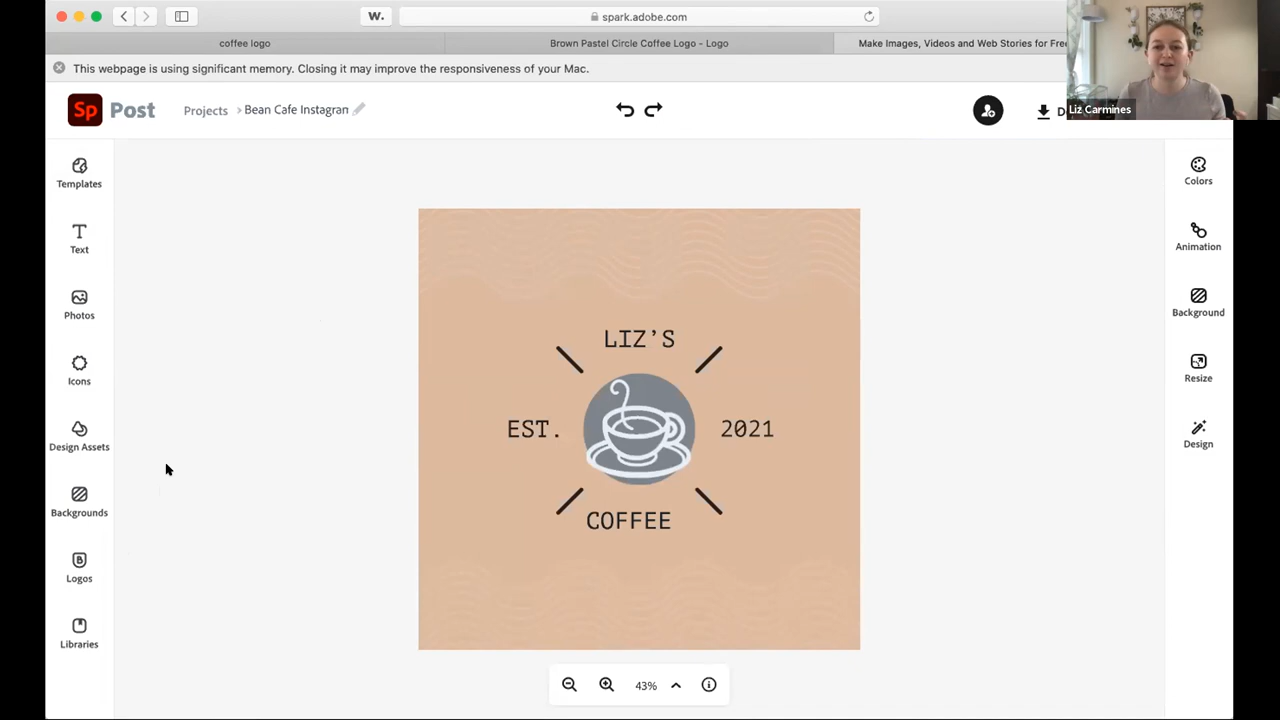 W.
spark.adobe.com
coffee logo
Brown Pastel Circle Coffee Logo - Logo
Make Images, Videos and Web Stories for Free
This webpage is using significant memory. Closing it may improve the responsiveness of your Mac.
Liz Carmines
Sp
Post
Projects
> Bean Cafe Instagran
D
Templates
Text
Photos
Icons
Design Assets
Backgrounds
B
Logos
Libraries
Colors
Animation
Background
Resize
Design
LIZ'S
EST.
2021
COFFEE
43%